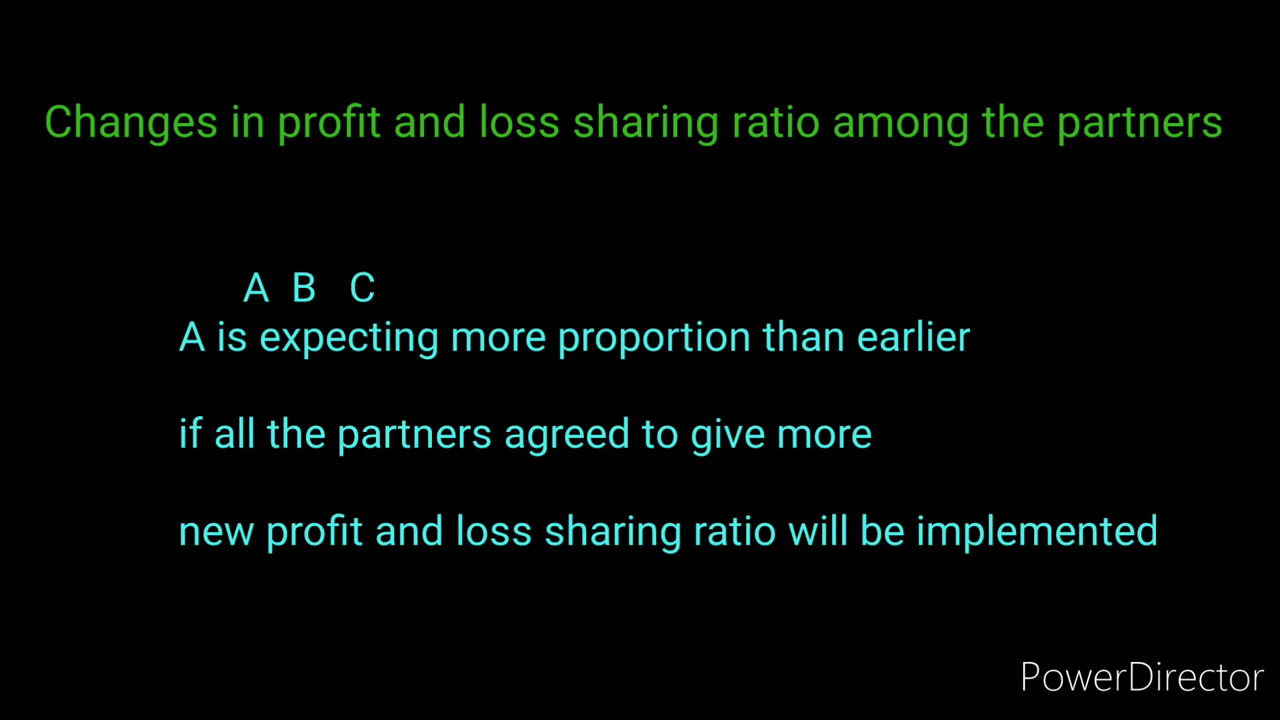 Changes in profit and loss sharing ratio among the partners
A B C
A is expecting more proportion than earlier
if all the partners agreed to give more
new profit and loss sharing ratio will be implemented
PowerDirector